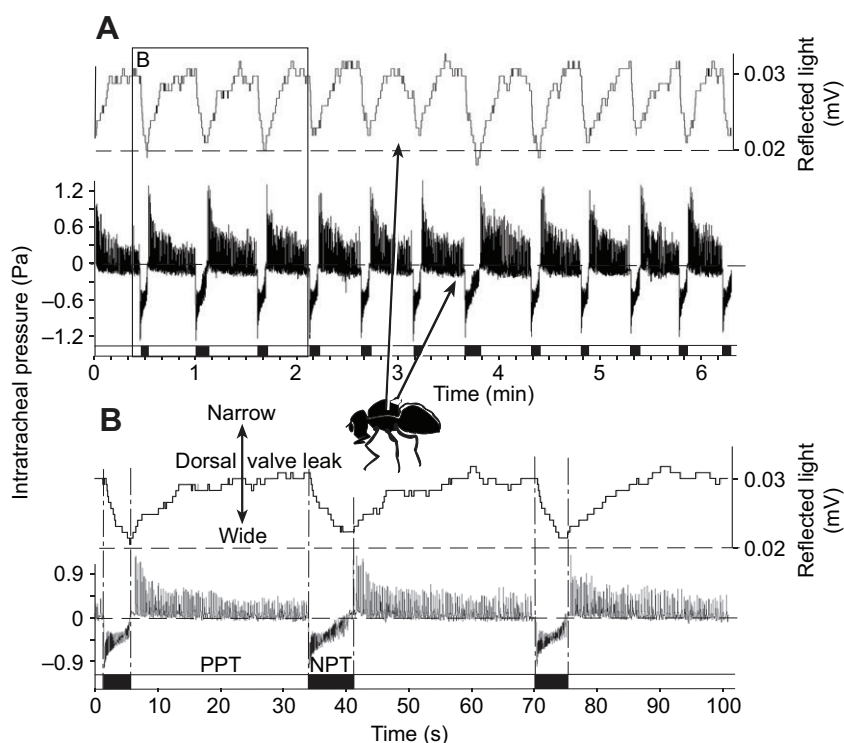 A
B
0.03
0.02
Reflected light
(mV)
1.2
0.6
0
–0.6
–1.2
Intratracheal pressure (Pa)
0 1 2 3 4 5 6
Time (min)
B
Narrow
Dorsal valve leak
Wide
0.03
0.02
Reflected light
(mV)
0.9
0
–0.9
PPT NPT
0 10 20 30 40 50 60 70 80 90 100
Time (s)